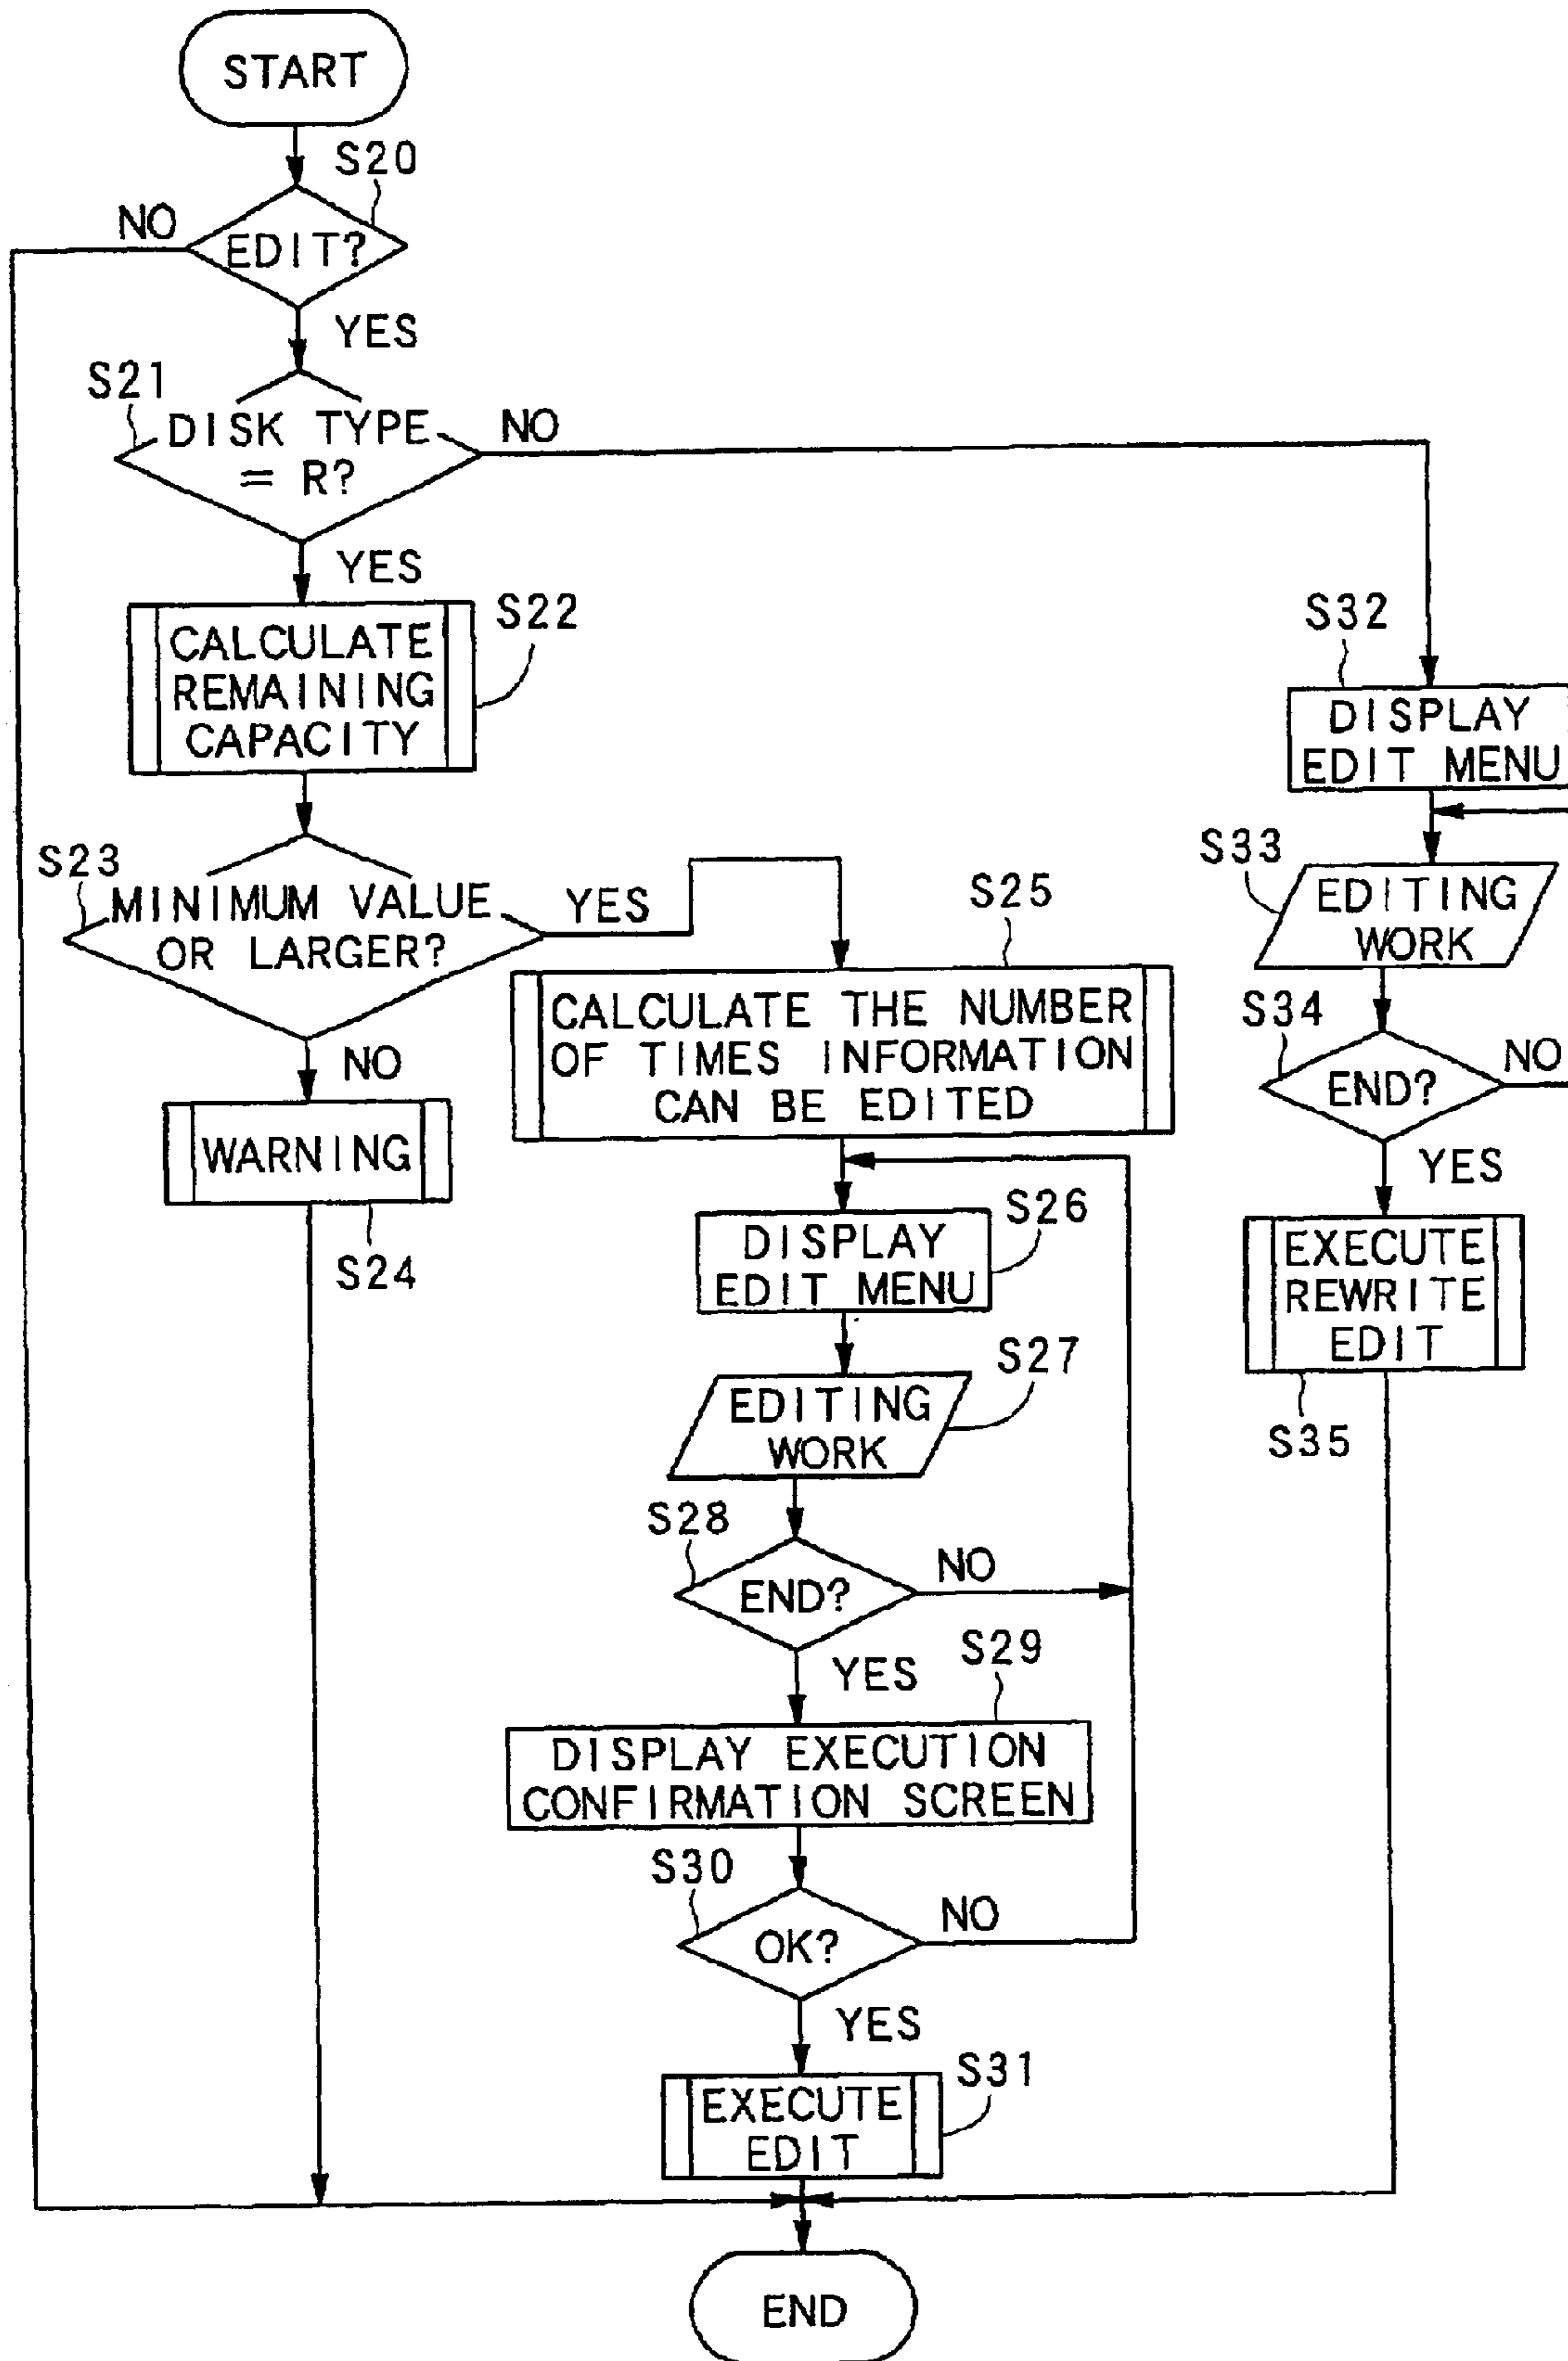 START
S20
NO
EDIT?
YES
S21
DISK TYPE
= R?
NO
YES
S22
CALCULATE
REMAINING
CAPACITY
S23
MINIMUM VALUE
OR LARGER?
YES
NO
WARNING
S24
S25
CALCULATE THE NUMBER
OF TIMES INFORMATION
CAN BE EDITED
S26
DISPLAY
EDIT MENU
S27
EDITING
WORK
S28
END?
NO
YES
S29
DISPLAY EXECUTION
CONFIRMATION SCREEN
S30
OK?
NO
YES
S31
EXECUTE
EDIT
S32
DISPLAY
EDIT MENU
S33
EDITING
WORK
S34
END?
NO
YES
EXECUTE
REWRITE
EDIT
S35
END